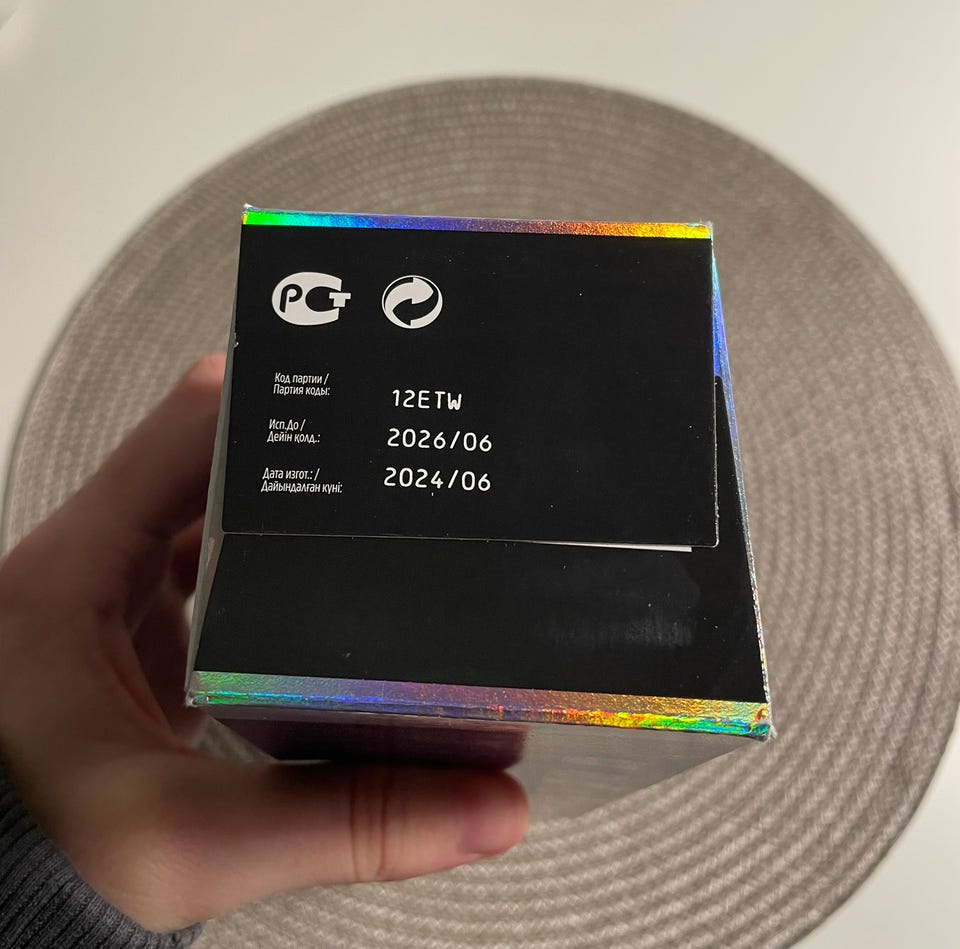 РСТ
Код партии /
Партия коды:
12ETW
Исп.До /
Дейін қолд.:
2026/06
Дата изгот.: /
Дайындалған күні:
2024/06